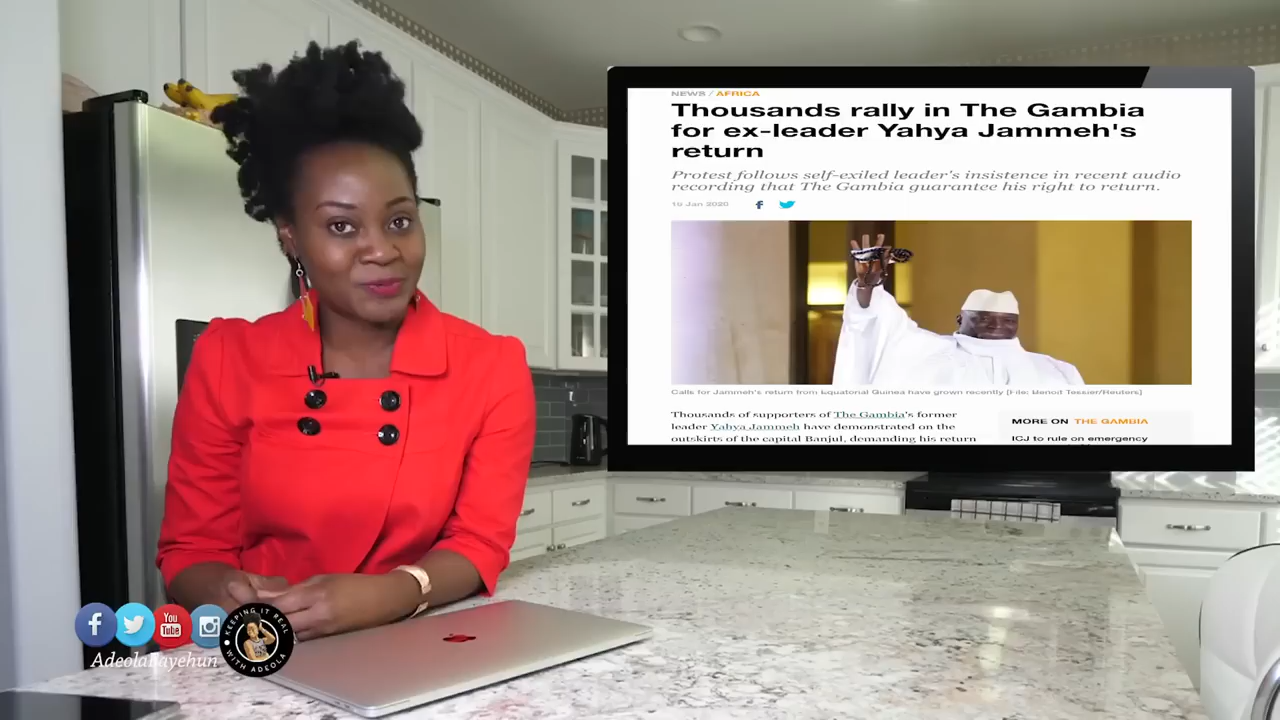 NEWS / AFRICA
Thousands rally in The Gambia
for ex-leader Yahya Jammeh's
return
Protest follows self-exiled leader's insistence in recent audio
recording that The Gambia guarantee his right to return.
16 Jan 2020
Calls for Jammeh's return from Equatorial Guinea have grown recently [File: Benoit Tessier/Reuters]
Thousands of supporters of The Gambia's former
leader Yahya Jammeh have demonstrated on the
outskirts of the capital Banjul, demanding his return
MORE ON THE GAMBIA
ICJ to rule on emergency
You
Tube
AdeolaFayehun
KEEPING IT REAL
WITH ADEOLA